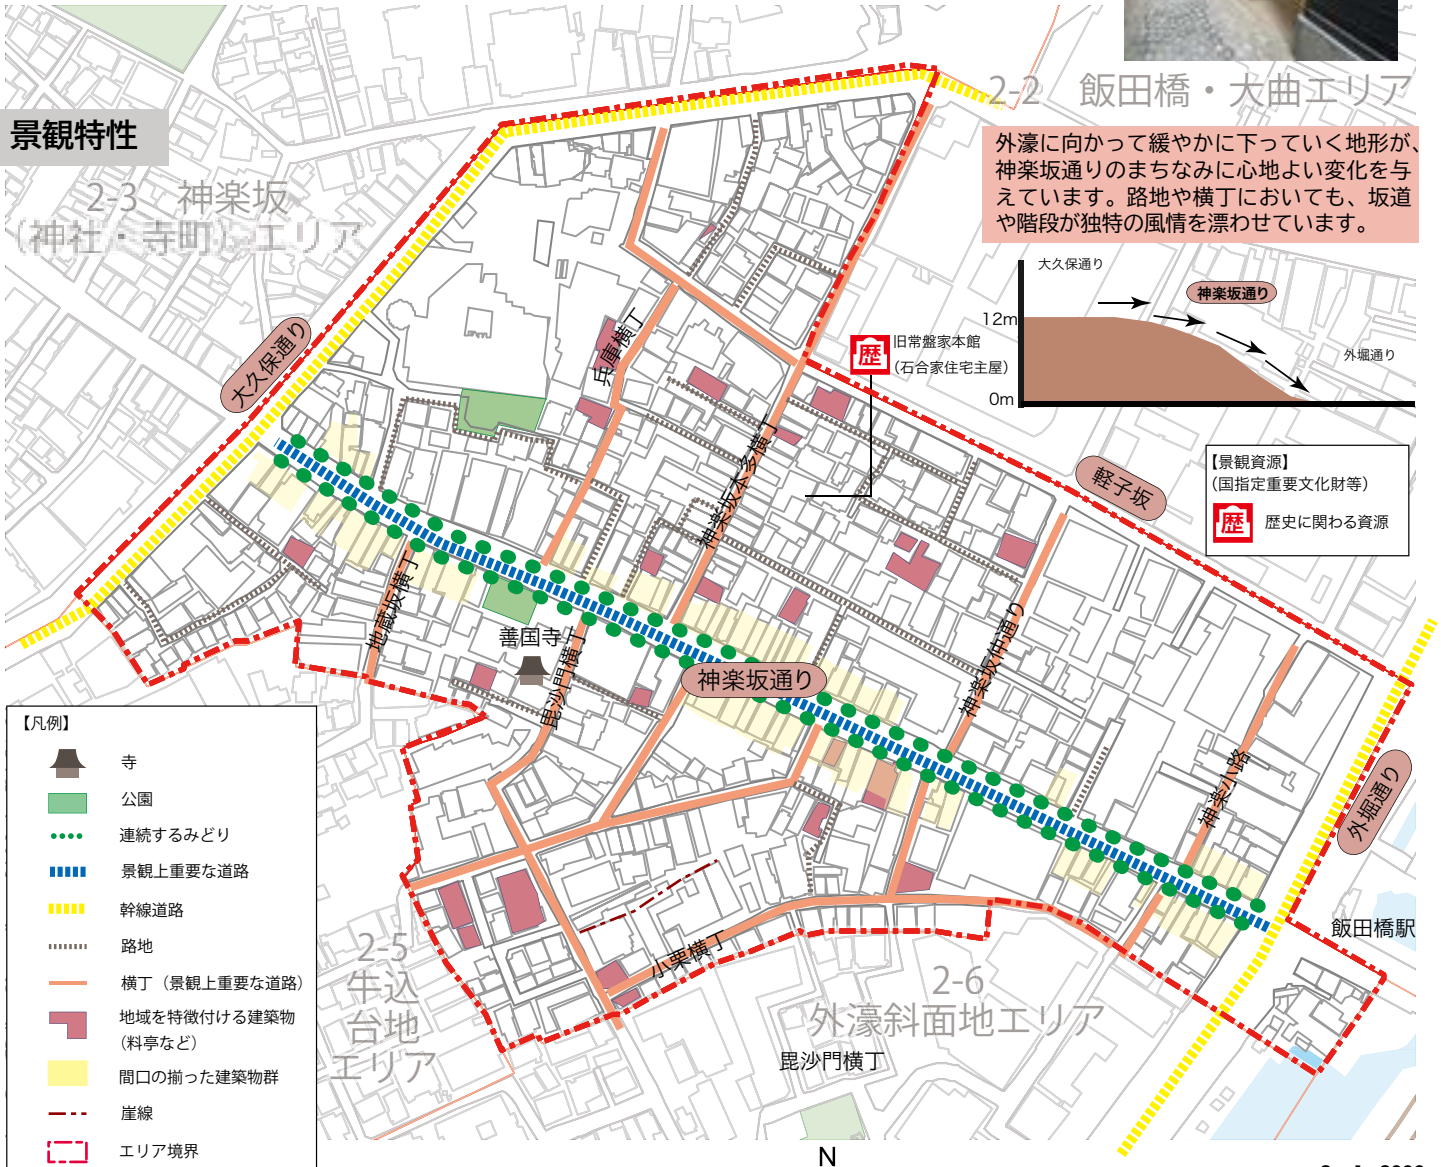 景観特性
2-2 飯田橋・大曲エリア
2-3 神楽坂
（神社・寺町）エリア
外濠に向かって緩やかに下っていく地形が、
神楽坂通りのまちなみに心地よい変化を与
えています。路地や横丁においても、坂道
や階段が独特の風情を漂わせています。
大久保通り
神楽坂通り
12m
外堀通り
0m
大久保通り
兵庫横丁
歴
旧常盤家本館
（石合家住宅主屋）
神楽坂本多横丁
軽子坂
【景観資源】
（国指定重要文化財等）
歴 歴史に関わる資源
地蔵坂横丁
善国寺
毘沙門横丁
神楽坂通り
神楽坂仲通り
神楽小路
外堀通り
飯田橋駅
小栗横丁
2-5
牛込
台地
エリア
2-6
外濠斜面地エリア
毘沙門横丁
【凡例】
寺
公園
連続するみどり
景観上重要な道路
幹線道路
路地
横丁（景観上重要な道路）
地域を特徴付ける建築物
（料亭など）
間口の揃った建築物群
崖線
エリア境界
N